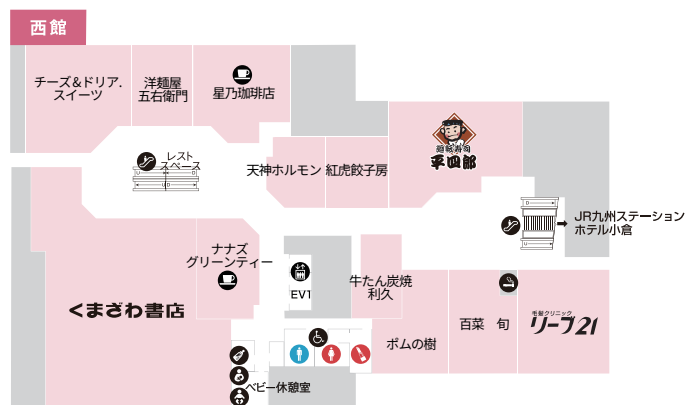 西館
チーズ&ドリア.
スイーツ
洋麺屋
五右衛門
星乃珈琲店
レスト
スペース
天神ホルモン
紅虎餃子房
廻転寿司
平四郎
JR九州ステーション
ホテル小倉
ナナズ
グリーンティー
くまざわ書店
EV1
牛たん炭焼
利久
ポムの樹
百菜 旬
毛髪クリニック
リーブ21
ベビー休憩室